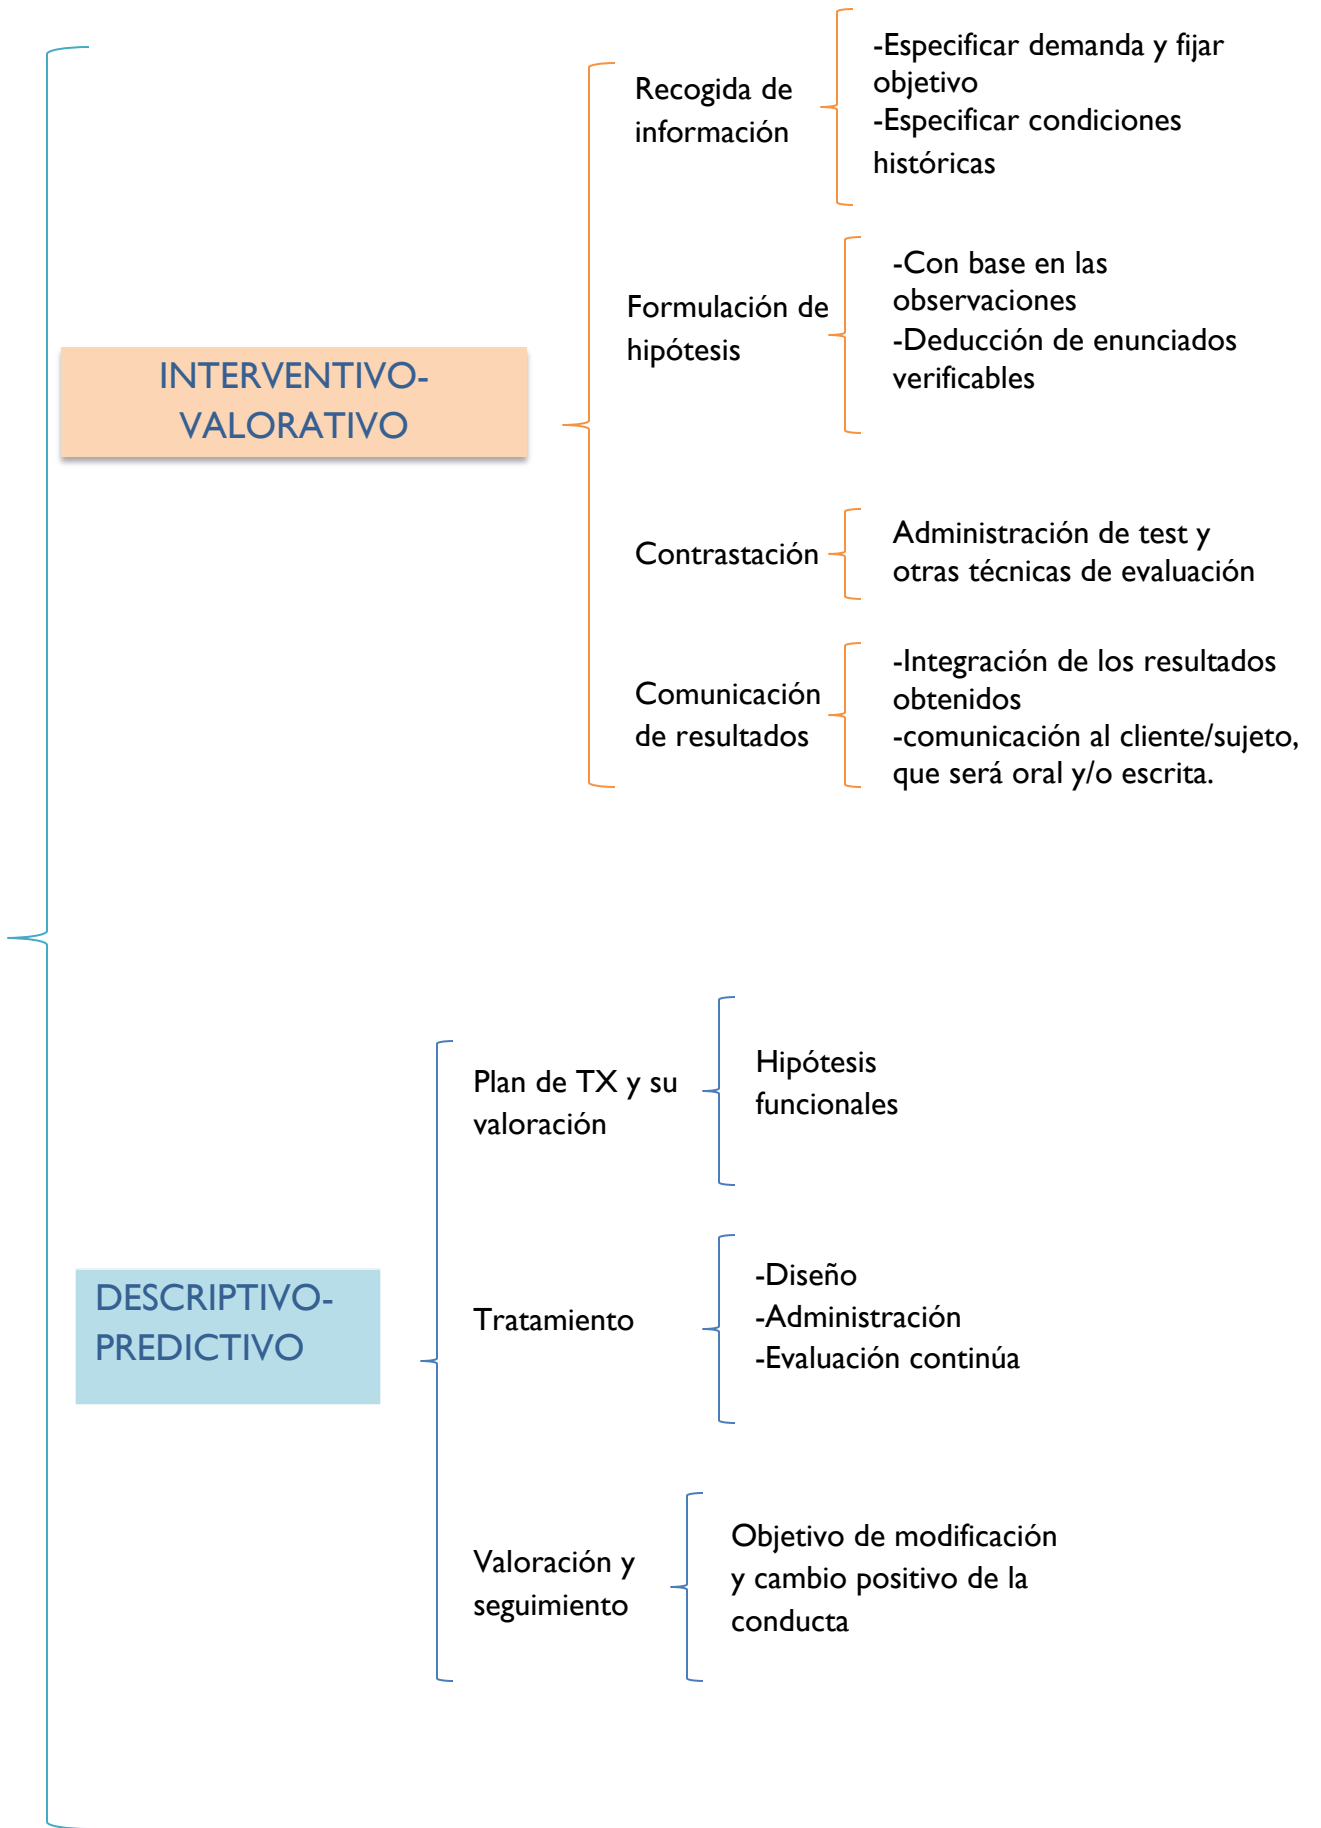 INTERVENTIVO-
VALORATIVO
Recogida de
información
-Especificar demanda y fijar
objetivo
-Especificar condiciones
históricas
Formulación de
hipótesis
-Con base en las
observaciones
-Deducción de enunciados
verificables
Contrastación
Administración de test y
otras técnicas de evaluación
Comunicación
de resultados
-Integración de los resultados
obtenidos
-comunicación al cliente/sujeto,
que será oral y/o escrita.
DESCRIPTIVO-
PREDICTIVO
Plan de TX y su
valoración
Hipótesis
funcionales
Tratamiento
-Diseño
-Administración
-Evaluación continúa
Valoración y
seguimiento
Objetivo de modificación
y cambio positivo de la
conducta